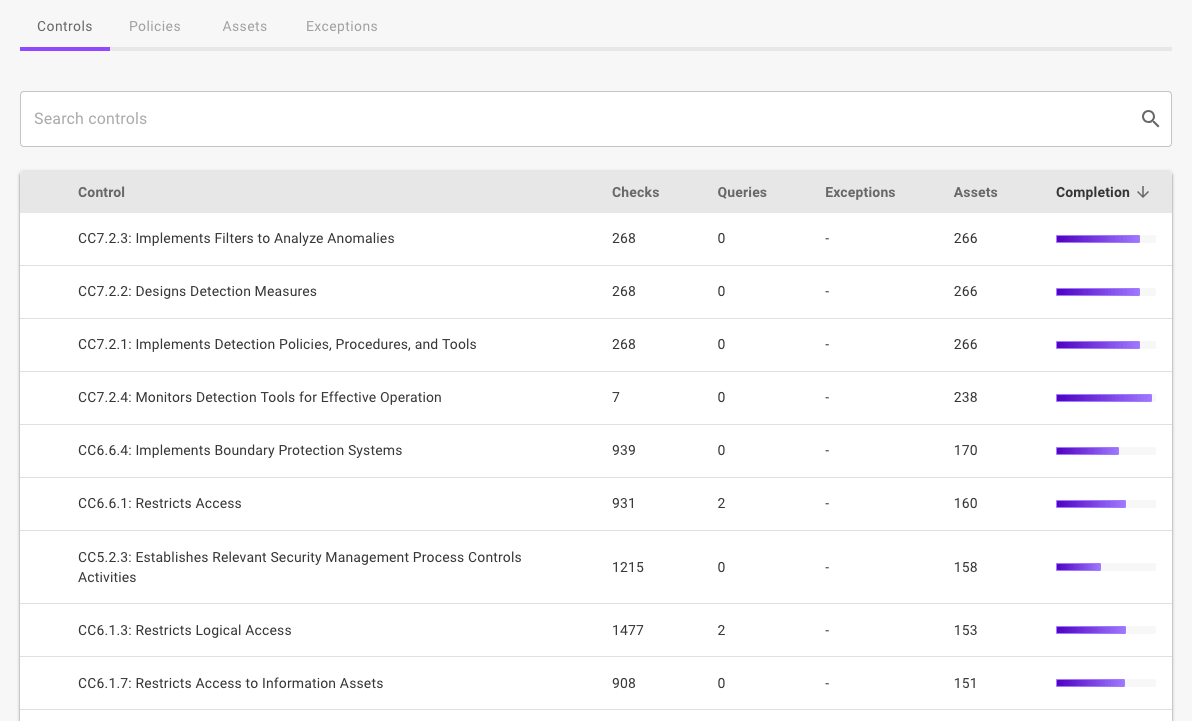 Controls Policies Assets Exceptions
Search controls
Control Checks Queries Exceptions Assets Completion
CC7.2.3: Implements Filters to Analyze Anomalies 268 0 - 266
CC7.2.2: Designs Detection Measures 268 0 - 266
CC7.2.1: Implements Detection Policies, Procedures, and Tools 268 0 - 266
CC7.2.4: Monitors Detection Tools for Effective Operation 7 0 - 238
CC6.6.4: Implements Boundary Protection Systems 939 0 - 170
CC6.6.1: Restricts Access 931 2 - 160
CC5.2.3: Establishes Relevant Security Management Process Controls
Activities 1215 0 - 158
CC6.1.3: Restricts Logical Access 1477 2 - 153
CC6.1.7: Restricts Access to Information Assets 908 0 - 151